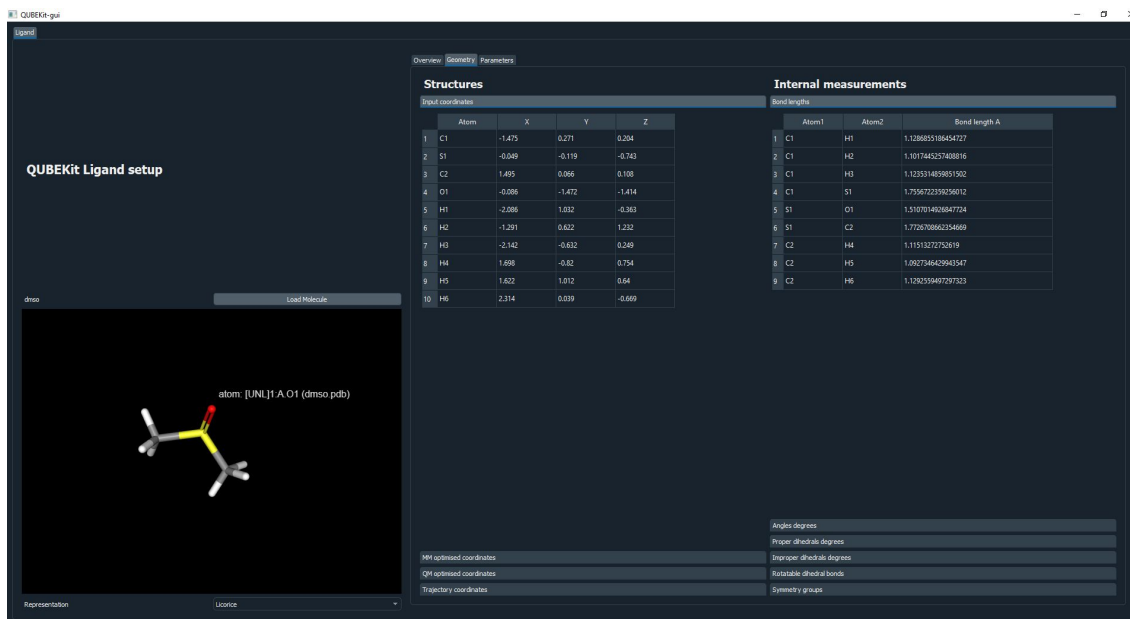 QUBEKit-gui
Ligand
Overview Geometry Parameters
QUBEKit Ligand setup
dmso Load Molecule
atom: [UNL]1:A.O1 (dmso.pdb)
Representation Licorice
Structures
Input coordinates
Atom X Y Z
1 C1 -1.475 0.271 0.204
2 S1 -0.049 -0.119 -0.743
3 C2 1.495 0.066 0.108
4 O1 -0.086 -1.472 -1.414
5 H1 -2.086 1.032 -0.363
6 H2 -1.291 0.622 1.232
7 H3 -2.142 -0.632 0.249
8 H4 1.698 -0.82 0.754
9 H5 1.622 1.012 0.64
10 H6 2.314 0.039 -0.669
MM optimised coordinates
QM optimised coordinates
Trajectory coordinates
Internal measurements
Bond lengths
Atom1 Atom2 Bond length A
1 C1 H1 1.1286855186454727
2 C1 H2 1.1017445257408816
3 C1 H3 1.1235314859851502
4 C1 S1 1.7556722359256012
5 S1 O1 1.5107014926847724
6 S1 C2 1.7726708662354669
7 C2 H4 1.11513272752619
8 C2 H5 1.0927346429943547
9 C2 H6 1.1292559497297323
Angles degrees
Proper dihedrals degrees
Improper dihedrals degrees
Rotatable dihedral bonds
Symmetry groups